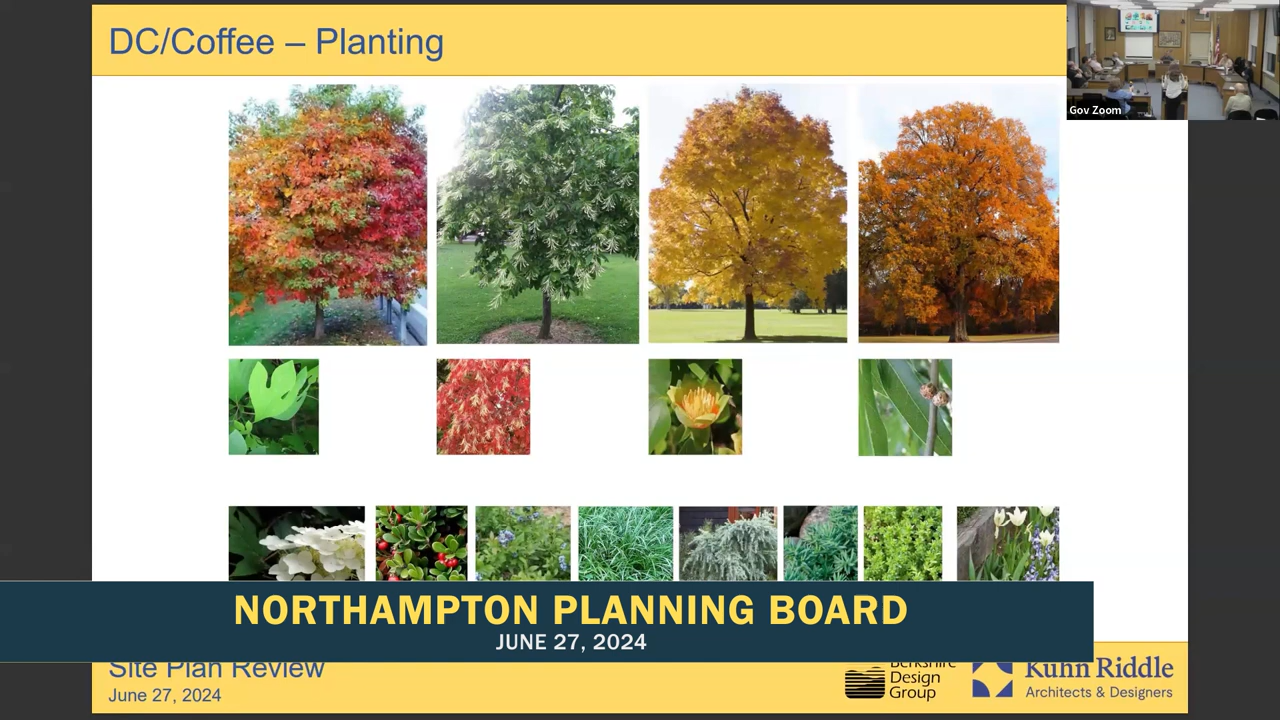 DC/Coffee – Planting
Gov Zoom
NORTHAMPTON PLANNING BOARD
JUNE 27, 2024
Site Plan Review
June 27, 2024
Berkshire
Design
Group
Kuhn Riddle
Architects & Designers